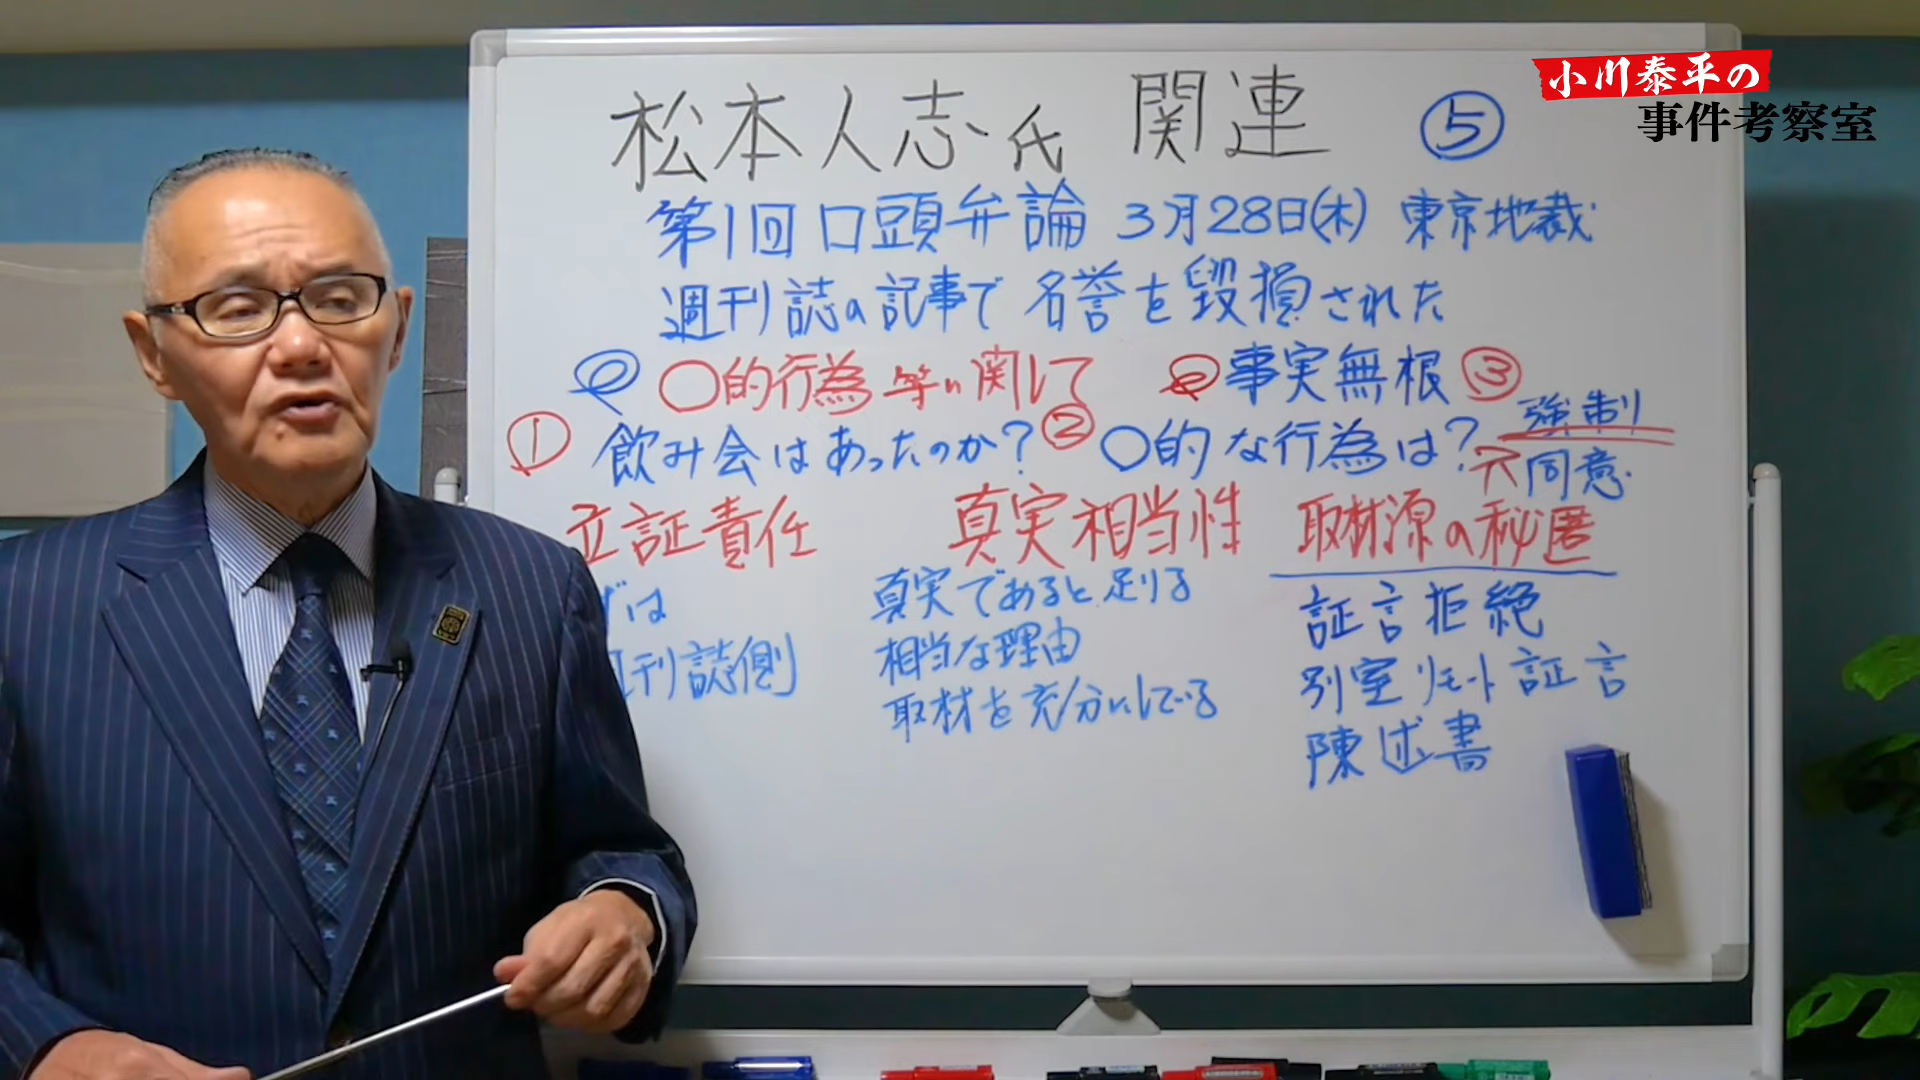 小川泰平の
事件考察室
松本人志氏 関連 ⑤
第1回口頭弁論 3月28日(木) 東京地裁
週刊誌の記事で 名誉を毀損された
〇的行為 等に関して 事実無根 ③
① 飲み会はあったのか? ② 〇的な行為は? 強制
不同意
立証責任 真実相当性 取材源の秘匿
ずは
刊誌側
真実であると足りる
相当な理由
取材を充分にしている
証言拒絶
別室リモート証言
陳述書